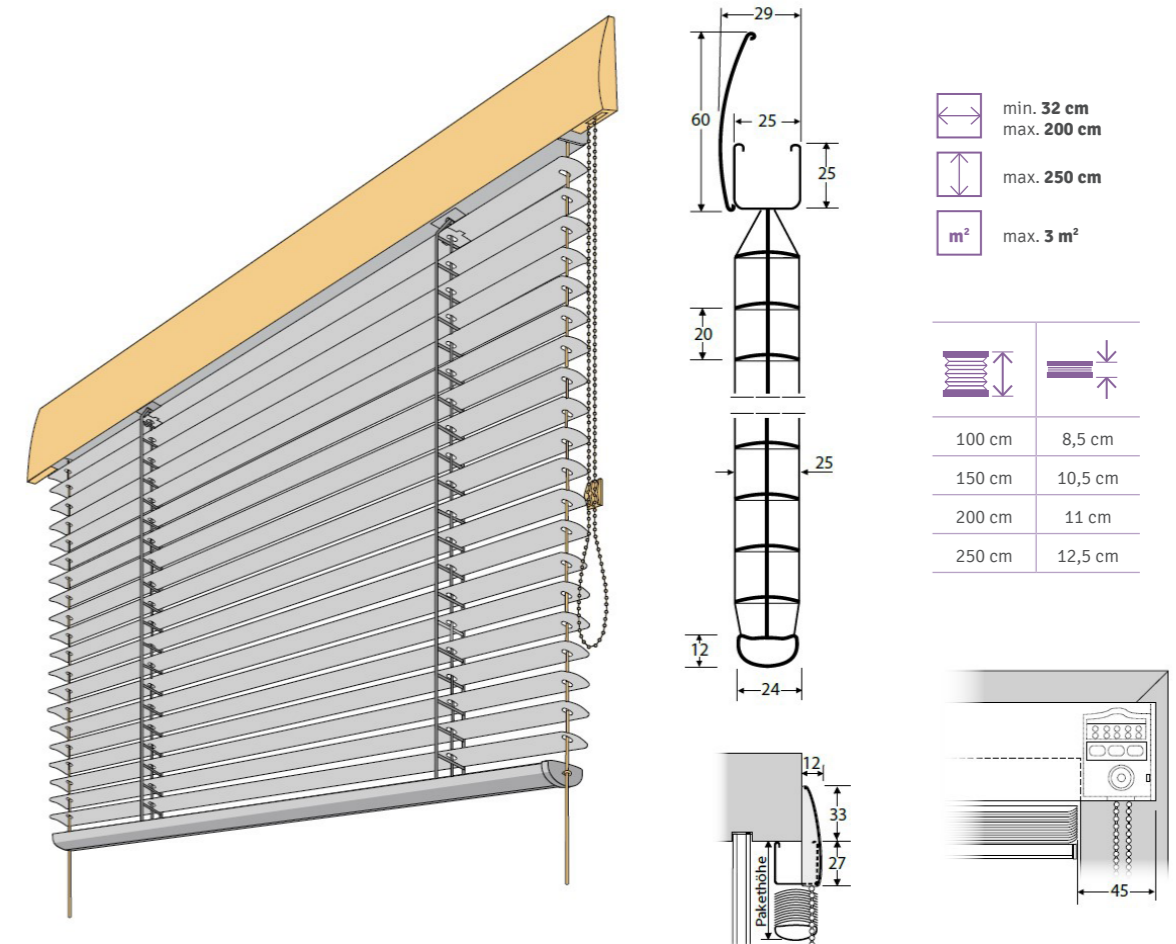 29
60
25
25
20
25
12
24
min. 32 cm
max. 200 cm
max. 250 cm
m² max. 3 m²
100 cm 8,5 cm
150 cm 10,5 cm
200 cm 11 cm
250 cm 12,5 cm
12
33
27
Pakethöhe
45